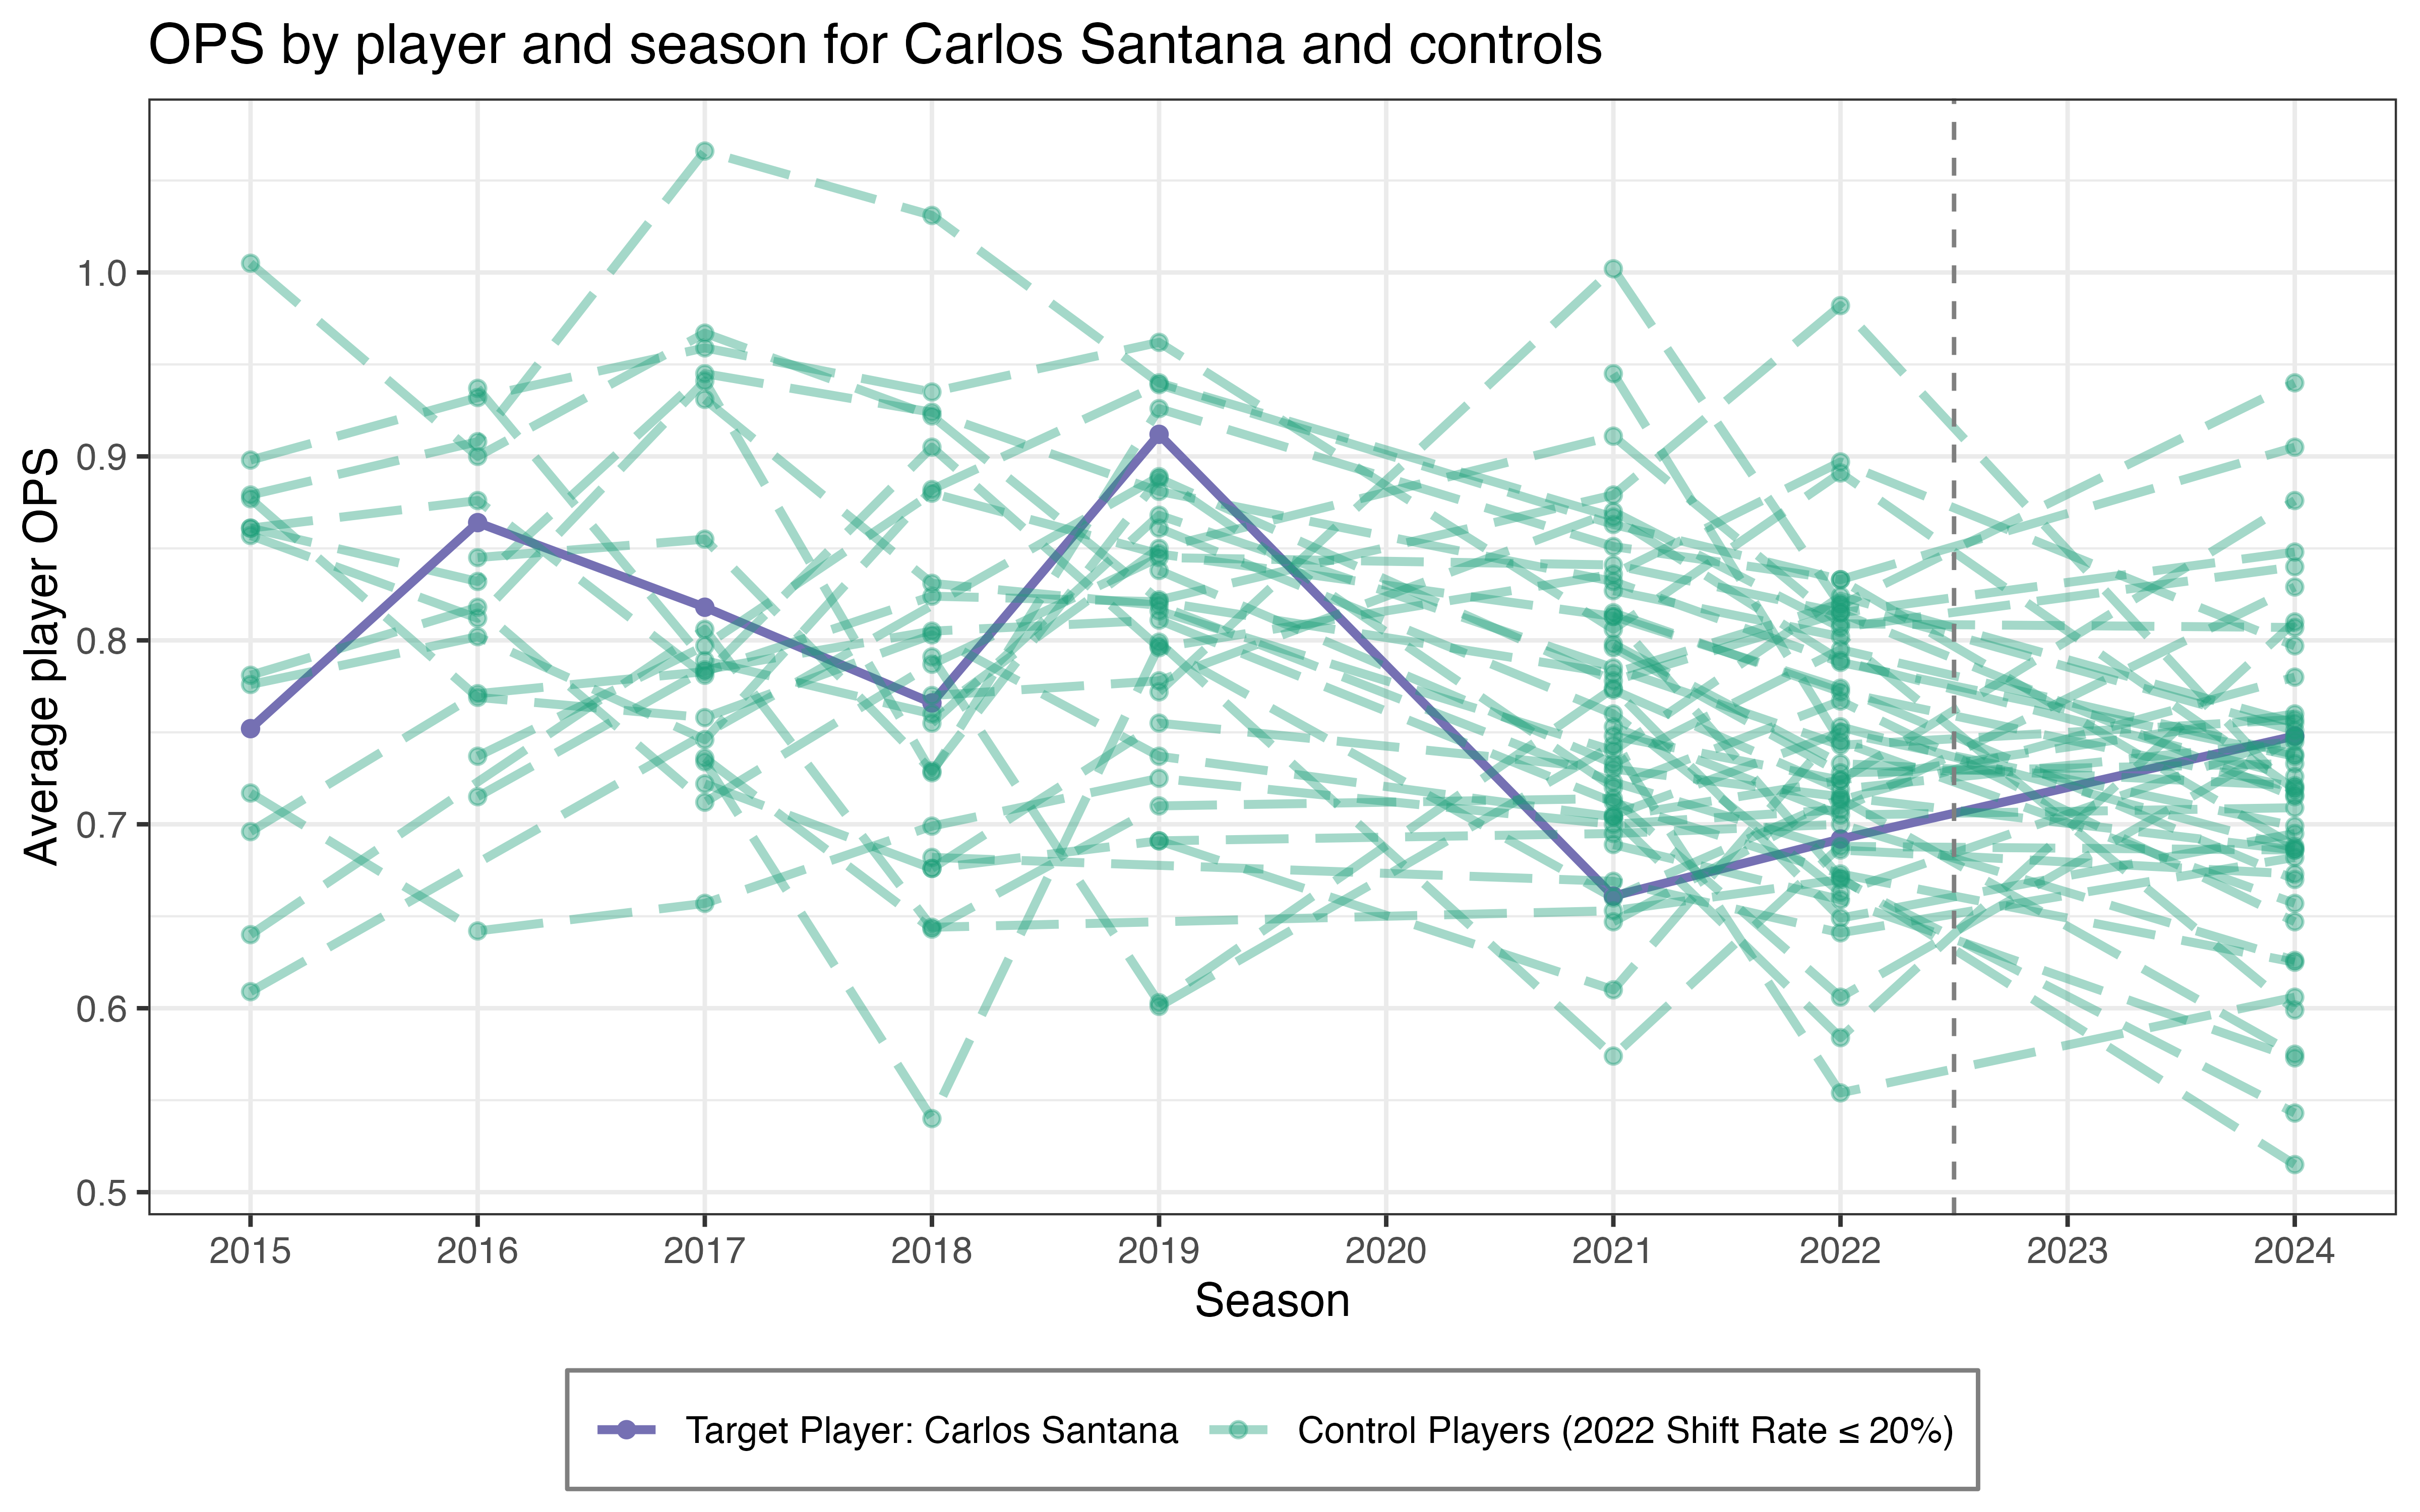 OPS by player and season for Carlos Santana and controls
Average player OPS
1.0
0.9
0.8
0.7
0.6
0.5
2015 2016 2017 2018 2019 2020 2021 2022 2023 2024
Season
Target Player: Carlos Santana Control Players (2022 Shift Rate ≤ 20%)